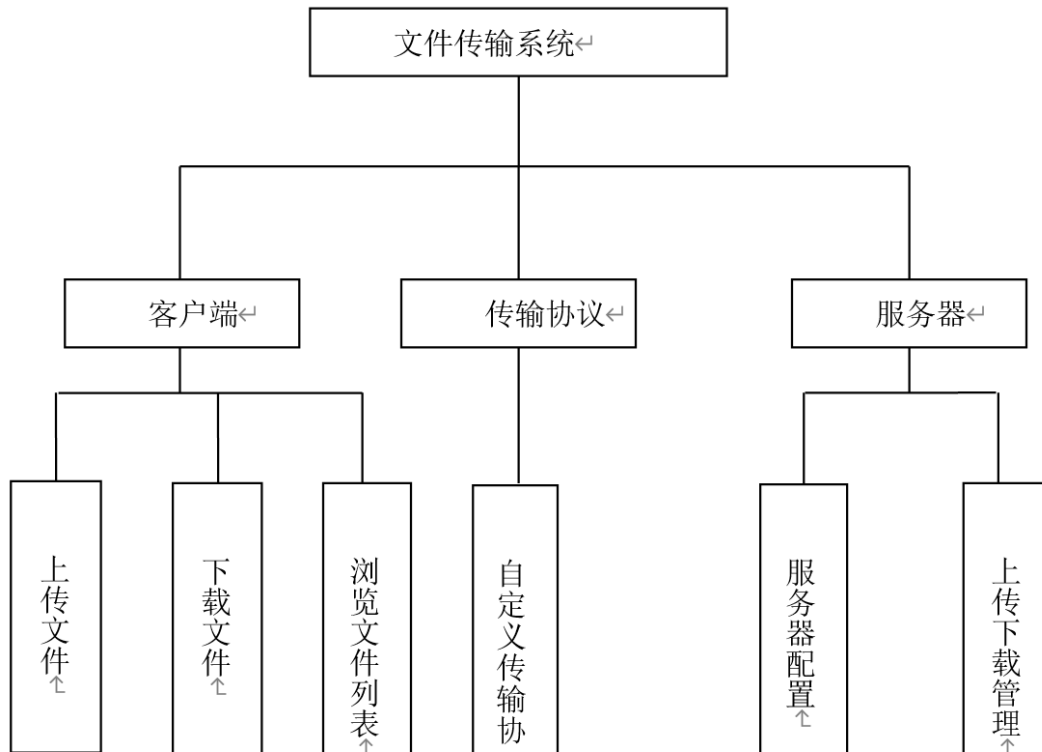 文件传输系统
客户端
传输协议
服务器
上传文件
下载文件
浏览文件列表
自定义传输协
服务器配置
上传下载管理